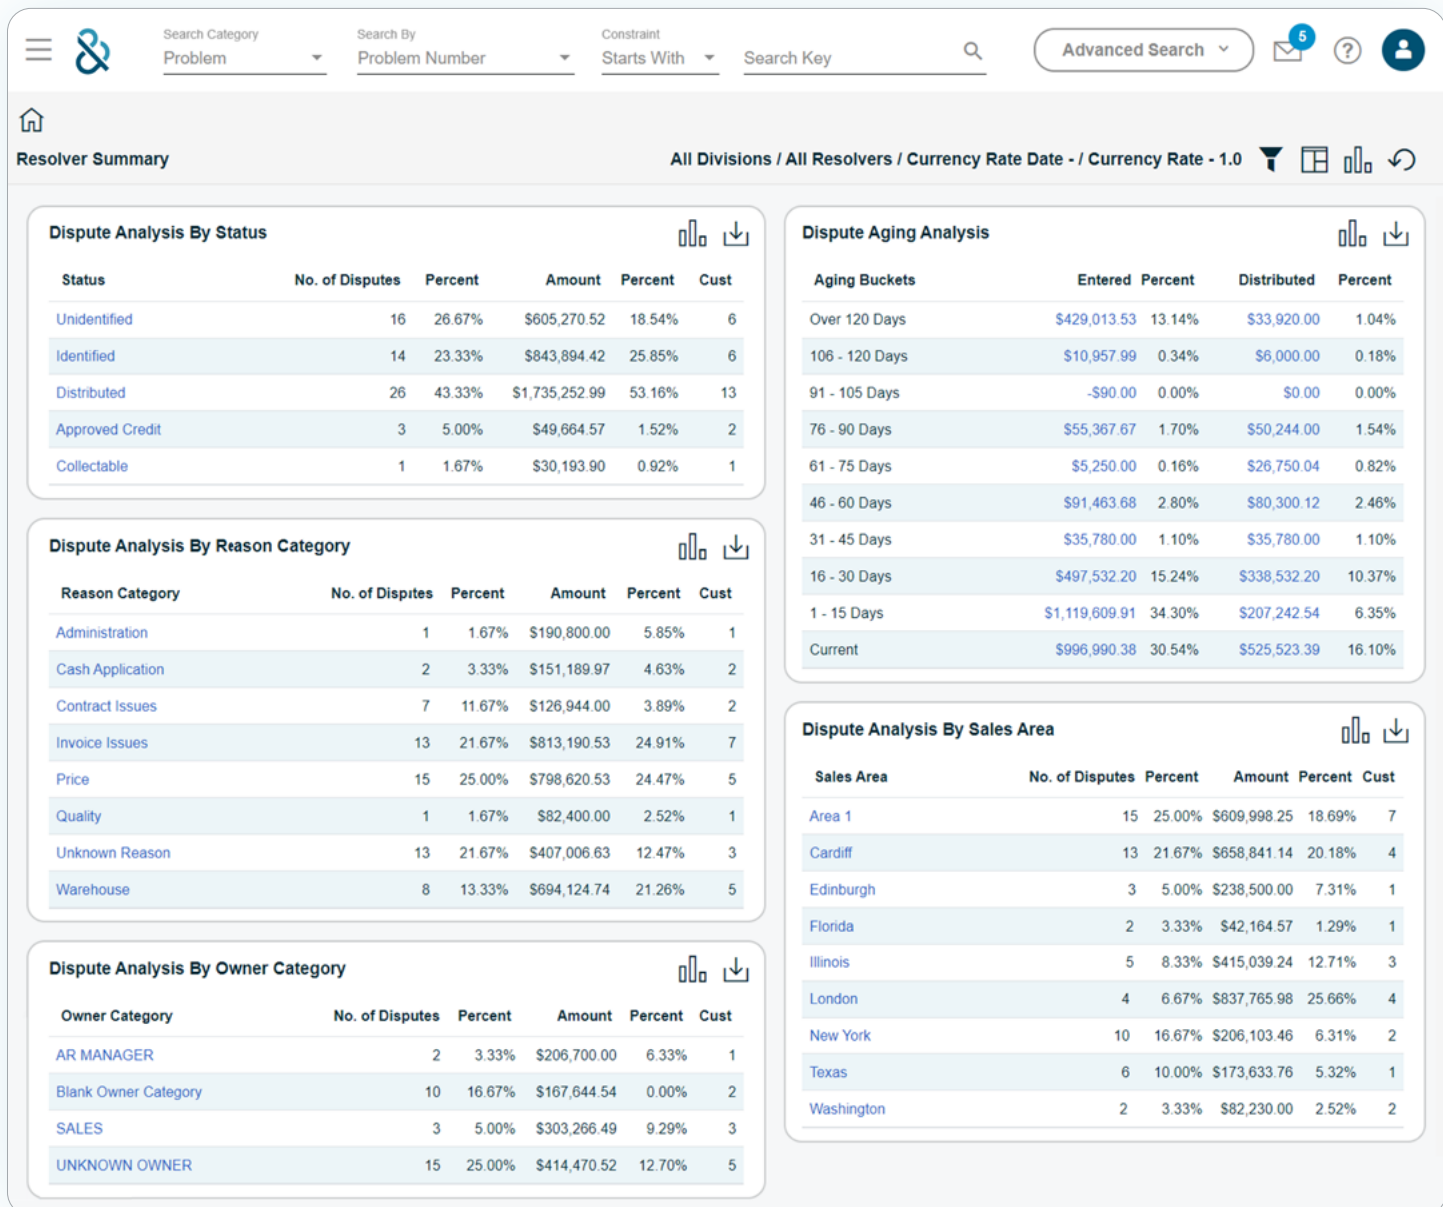 Search Category
Problem
Search By
Problem Number
Constraint
Starts With
Search Key
Advanced Search
5
?
Resolver Summary
All Divisions / All Resolvers / Currency Rate Date - / Currency Rate - 1.0
Dispute Analysis By Status
Status No. of Disputes Percent Amount Percent Cust
Unidentified 16 26.67% $605,270.52 18.54% 6
Identified 14 23.33% $843,894.42 25.85% 6
Distributed 26 43.33% $1,735,252.99 53.16% 13
Approved Credit 3 5.00% $49,664.57 1.52% 2
Collectable 1 1.67% $30,193.90 0.92% 1
Dispute Analysis By Reason Category
Reason Category No. of Disputes Percent Amount Percent Cust
Administration 1 1.67% $190,800.00 5.85% 1
Cash Application 2 3.33% $151,189.97 4.63% 2
Contract Issues 7 11.67% $126,944.00 3.89% 2
Invoice Issues 13 21.67% $813,190.53 24.91% 7
Price 15 25.00% $798,620.53 24.47% 5
Quality 1 1.67% $82,400.00 2.52% 1
Unknown Reason 13 21.67% $407,006.63 12.47% 3
Warehouse 8 13.33% $694,124.74 21.26% 5
Dispute Analysis By Owner Category
Owner Category No. of Disputes Percent Amount Percent Cust
AR MANAGER 2 3.33% $206,700.00 6.33% 1
Blank Owner Category 10 16.67% $167,644.54 0.00% 2
SALES 3 5.00% $303,266.49 9.29% 3
UNKNOWN OWNER 15 25.00% $414,470.52 12.70% 5
Dispute Aging Analysis
Aging Buckets Entered Percent Distributed Percent
Over 120 Days $429,013.53 13.14% $33,920.00 1.04%
106 - 120 Days $10,957.99 0.34% $6,000.00 0.18%
91 - 105 Days -$90.00 0.00% $0.00 0.00%
76 - 90 Days $55,367.67 1.70% $50,244.00 1.54%
61 - 75 Days $5,250.00 0.16% $26,750.04 0.82%
46 - 60 Days $91,463.68 2.80% $80,300.12 2.46%
31 - 45 Days $35,780.00 1.10% $35,780.00 1.10%
16 - 30 Days $497,532.20 15.24% $338,532.20 10.37%
1 - 15 Days $1,119,609.91 34.30% $207,242.54 6.35%
Current $996,990.38 30.54% $525,523.39 16.10%
Dispute Analysis By Sales Area
Sales Area No. of Disputes Percent Amount Percent Cust
Area 1 15 25.00% $609,998.25 18.69% 7
Cardiff 13 21.67% $658,841.14 20.18% 4
Edinburgh 3 5.00% $238,500.00 7.31% 1
Florida 2 3.33% $42,164.57 1.29% 1
Illinois 5 8.33% $415,039.24 12.71% 3
London 4 6.67% $837,765.98 25.66% 4
New York 10 16.67% $206,103.46 6.31% 2
Texas 6 10.00% $173,633.76 5.32% 1
Washington 2 3.33% $82,230.00 2.52% 2